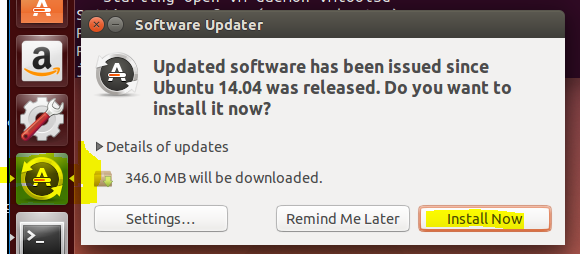 Starting open-vm-daemon vmtoolsd
Software Updater
Updated software has been issued since
Ubuntu 14.04 was released. Do you want to
install it now?
Details of updates
346.0 MB will be downloaded.
Settings...
Remind Me Later
Install Now